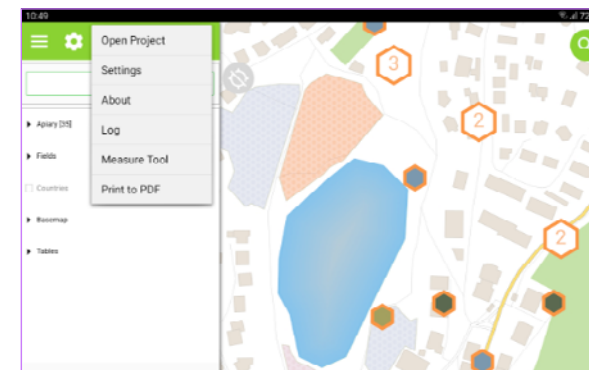 10:49
72
Open Project
Settings
About
Log
Measure Tool
Print to PDF
Apiary [35]
Fields
Countries
Basemap
Tables
3
2
2